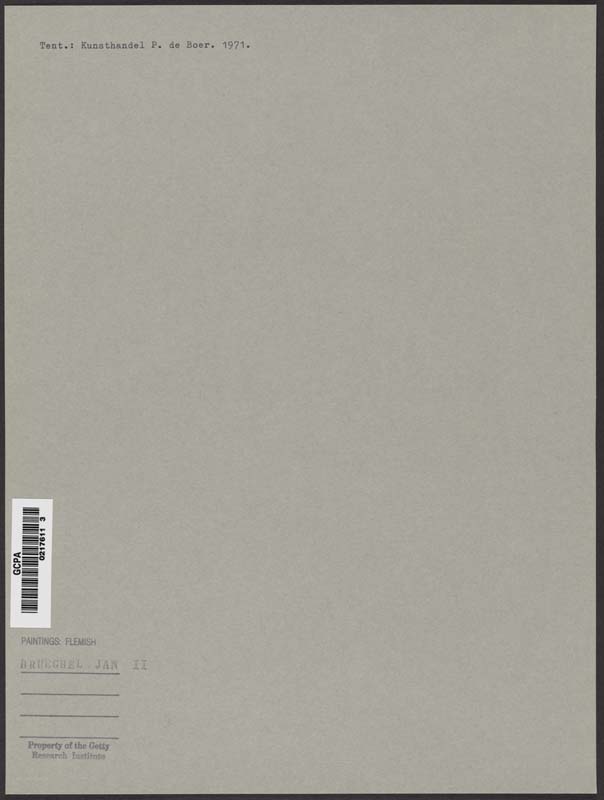 Tent.: Kunsthandel P. de Boer. 1971.
GCPA
0217611 3
PAINTINGS: FLEMISH
BRUEGHEL JAN II
Property of the Getty
Research Institute